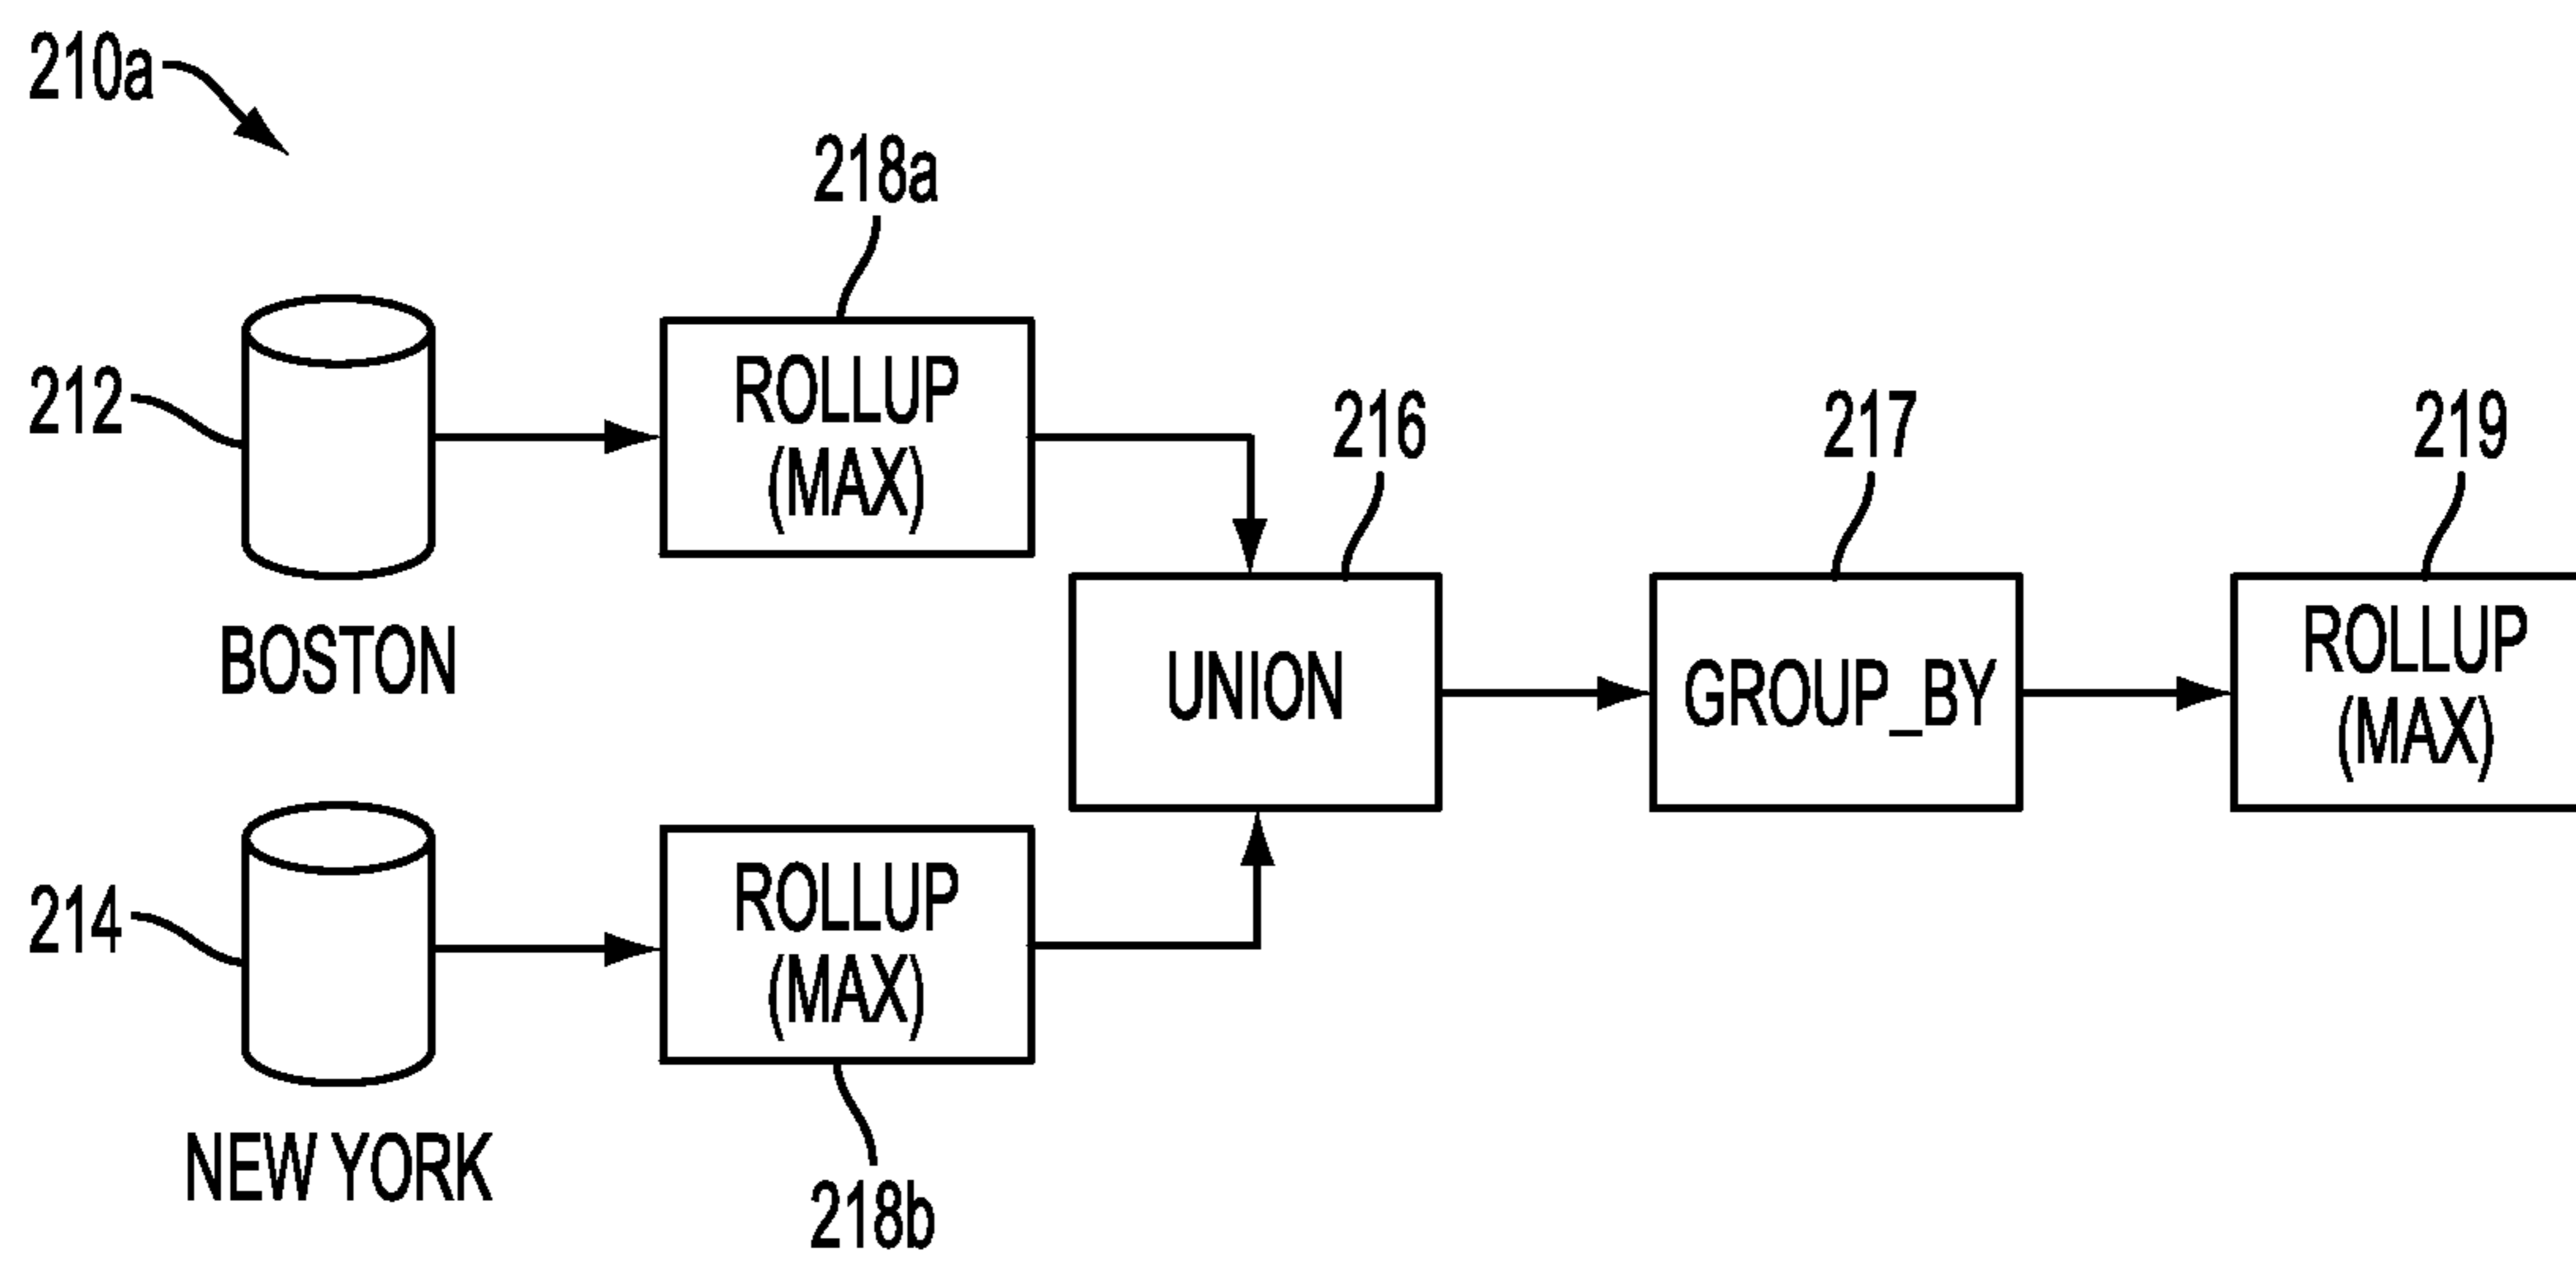 210a
218a
212
ROLLUP
(MAX)
216
217
219
BOSTON
UNION
GROUP_BY
ROLLUP
(MAX)
214
ROLLUP
(MAX)
NEW YORK
218b